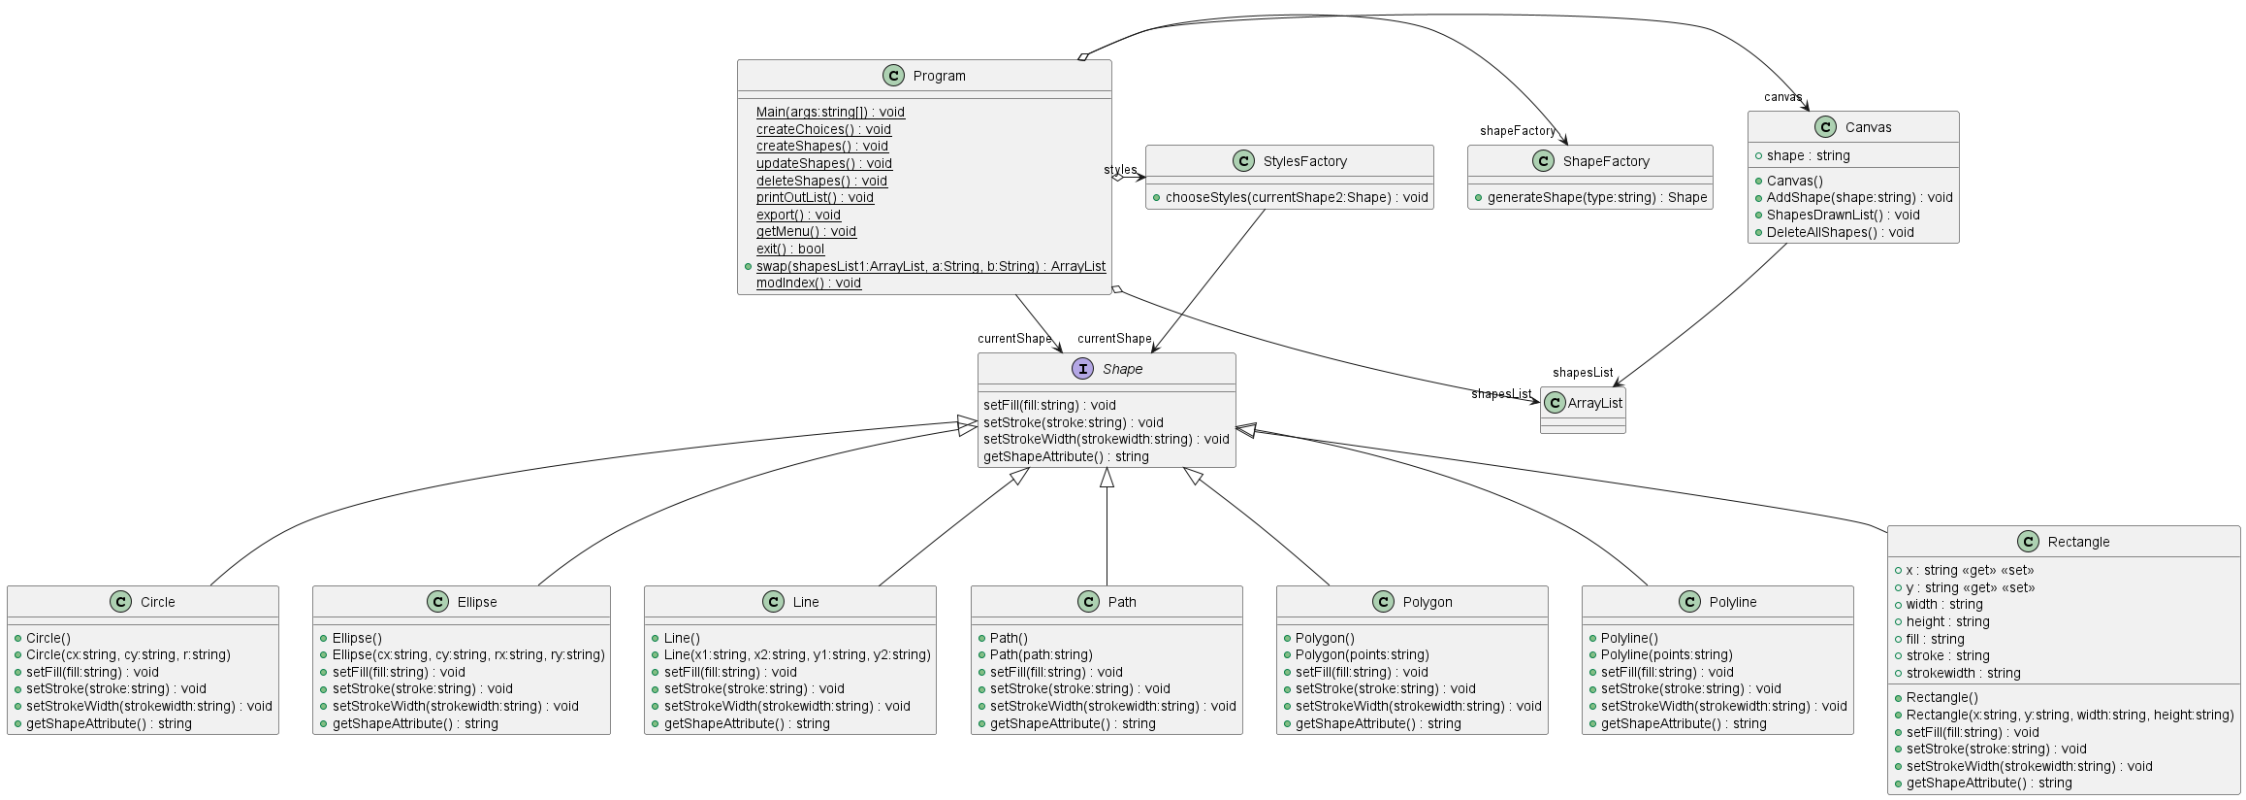 C Program
Main(args:string[]) : void
createChoices() : void
createShapes() : void
updateShapes() : void
deleteShapes() : void
printOutList() : void
export() : void
getMenu() : void
exit() : bool
swap(shapesList1:ArrayList, a:String, b:String) : ArrayList
modIndex() : void
styles
C StylesFactory
chooseStyles(currentShape2:Shape) : void
shapeFactory
C ShapeFactory
generateShape(type:string) : Shape
canvas
C Canvas
shape : string
Canvas()
AddShape(shape:string) : void
ShapesDrawnList() : void
DeleteAllShapes() : void
currentShape
currentShape
I Shape
setFill(fill:string) : void
setStroke(stroke:string) : void
setStrokeWidth(strokewidth:string) : void
getShapeAttribute() : string
shapesList
shapesList
C ArrayList
C Circle
Circle()
Circle(cx:string, cy:string, r:string)
setFill(fill:string) : void
setStroke(stroke:string) : void
setStrokeWidth(strokewidth:string) : void
getShapeAttribute() : string
C Ellipse
Ellipse()
Ellipse(cx:string, cy:string, rx:string, ry:string)
setFill(fill:string) : void
setStroke(stroke:string) : void
setStrokeWidth(strokewidth:string) : void
getShapeAttribute() : string
C Line
Line()
Line(x1:string, x2:string, y1:string, y2:string)
setFill(fill:string) : void
setStroke(stroke:string) : void
setStrokeWidth(strokewidth:string) : void
getShapeAttribute() : string
C Path
Path()
Path(path:string)
setFill(fill:string) : void
setStroke(stroke:string) : void
setStrokeWidth(strokewidth:string) : void
getShapeAttribute() : string
C Polygon
Polygon()
Polygon(points:string)
setFill(fill:string) : void
setStroke(stroke:string) : void
setStrokeWidth(strokewidth:string) : void
getShapeAttribute() : string
C Polyline
Polyline()
Polyline(points:string)
setFill(fill:string) : void
setStroke(stroke:string) : void
setStrokeWidth(strokewidth:string) : void
getShapeAttribute() : string
C Rectangle
x : string «get» «set»
y : string «get» «set»
width : string
height : string
fill : string
stroke : string
strokewidth : string
Rectangle()
Rectangle(x:string, y:string, width:string, height:string)
setFill(fill:string) : void
setStroke(stroke:string) : void
setStrokeWidth(strokewidth:string) : void
getShapeAttribute() : string